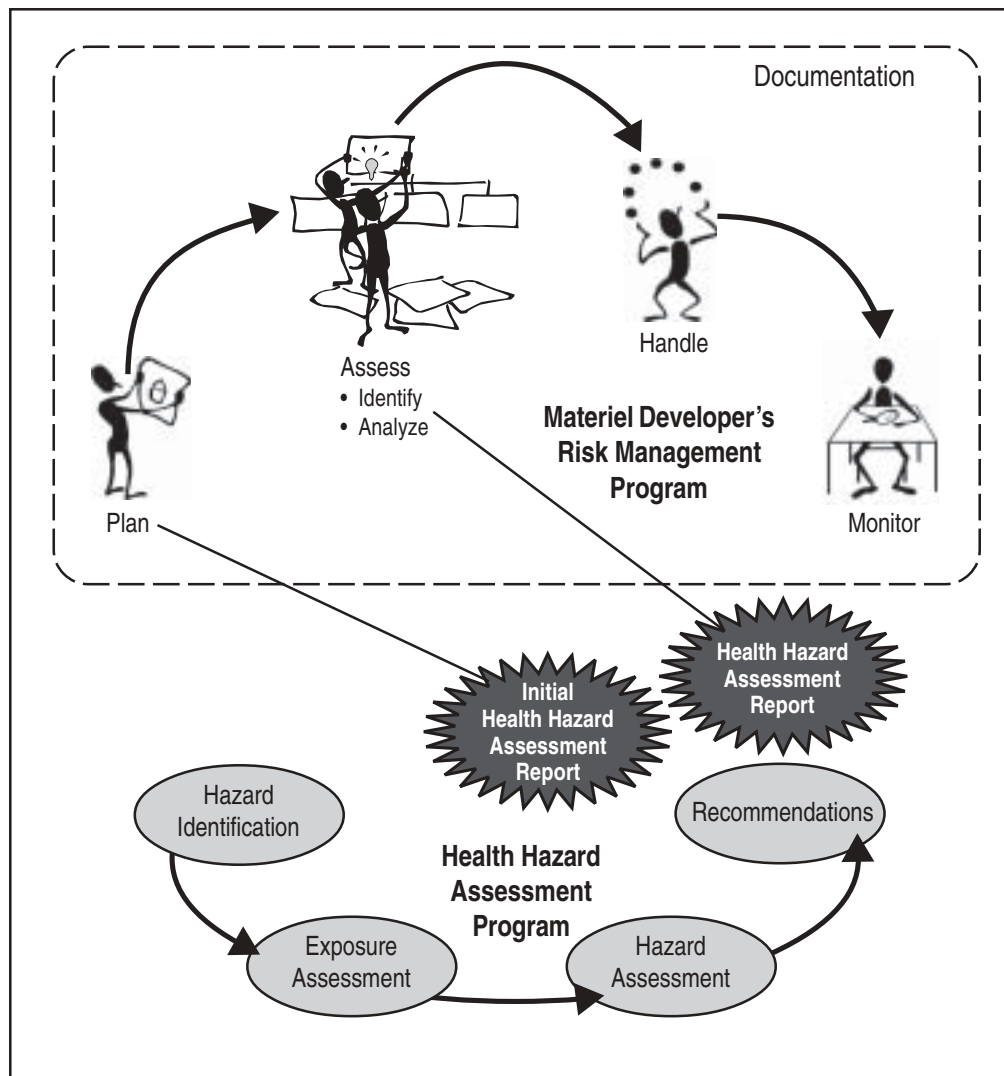 Documentation
Handle
Assess
• Identify
• Analyze
Materiel Developer’s
Risk Management
Program
Plan
Monitor
Health Hazard
Assessment
Report
Initial
Health Hazard
Assessment
Report
Hazard
Identification
Recommendations
Health Hazard
Assessment
Program
Exposure
Assessment
Hazard
Assessment